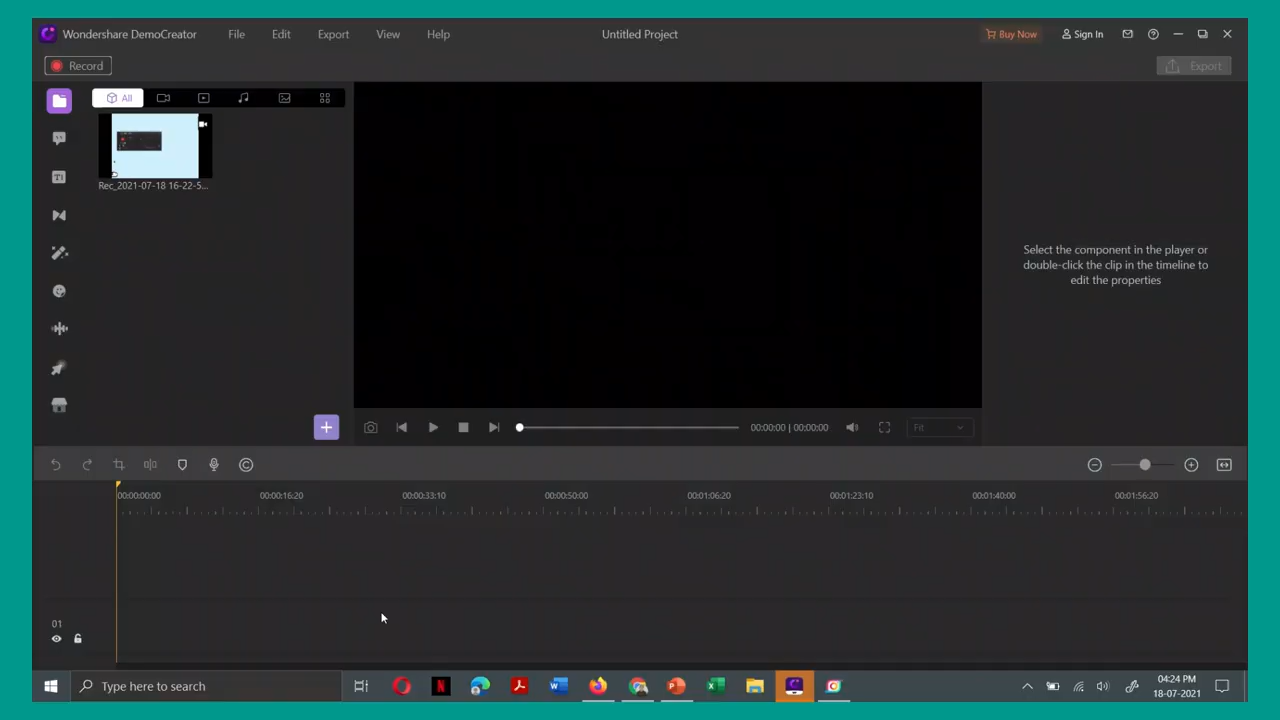 Wondershare DemoCreator File Edit Export View Help Untitled Project Buy Now Sign In
Record Export
All
Rec_2021-07-18 16-22-5...
Select the component in the player or
double-click the clip in the timeline to
edit the properties
00:00:00 | 00:00:00 Fit
00:00:00:00 00:00:16:20 00:00:33:10 00:00:50:00 00:01:06:20 00:01:23:10 00:01:40:00 00:01:56:20
01
Type here to search
04:24 PM
18-07-2021